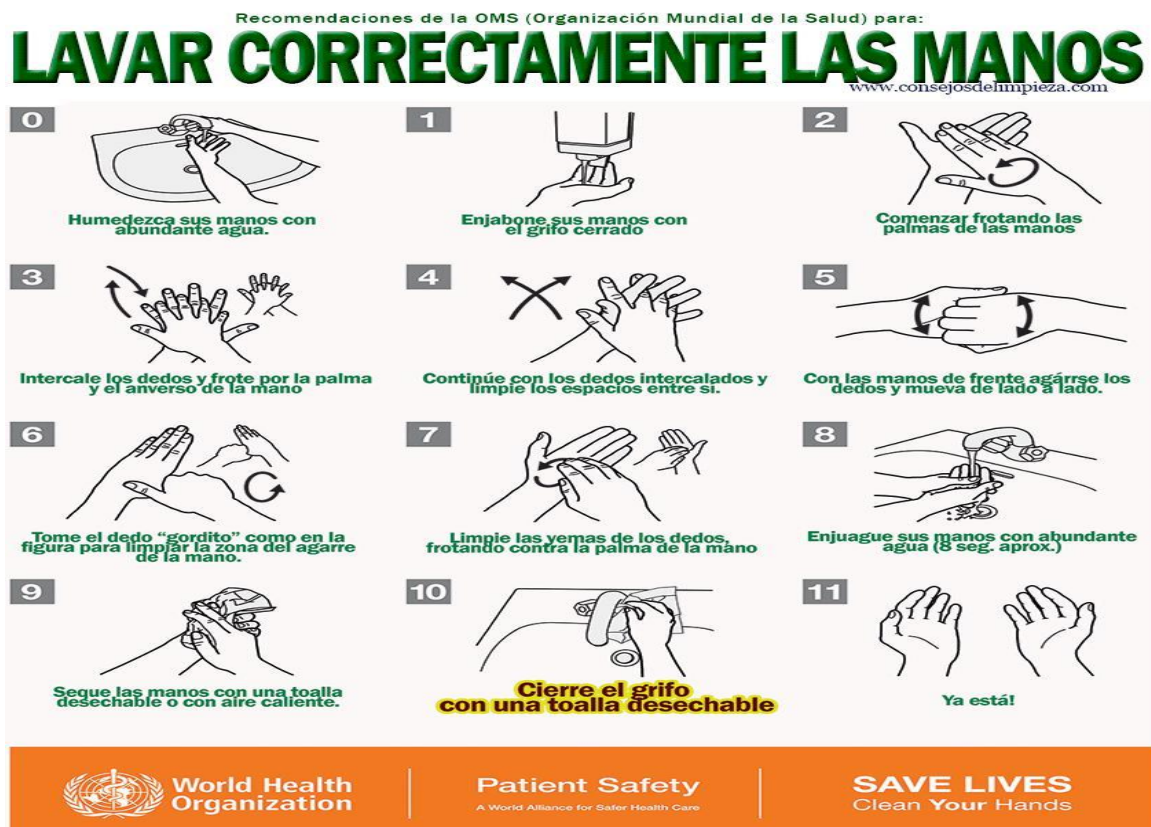 Recomendaciones de la OMS (Organización Mundial de la Salud) para:
LAVAR CORRECTAMENTE LAS MANOS
www.consejosdelimpieza.com
0
Humedezca sus manos con
abundante agua.
1
Enjabone sus manos con
el grifo cerrado
2
Comenzar frotando las
palmas de las manos
3
Intercale los dedos y frote por la palma
y el anverso de la mano
4
Continúe con los dedos intercalados y
limpie los espacios entre si.
5
Con las manos de frente agárrse los
dedos y mueva de lado a lado.
6
Tome el dedo “gordito” como en la
figura para limpiar la zona del agarre
de la mano.
7
Limpie las yemas de los dedos,
frotando contra la palma de la mano
8
Enjuague sus manos con abundante
agua (8 seg. aprox.)
9
Seque las manos con una toalla
desechable o con aire caliente.
10
Cierre el grifo
con una toalla desechable
11
Ya está!
World Health
Organization
Patient Safety
A World Alliance for Safer Health Care
SAVE LIVES
Clean Your Hands